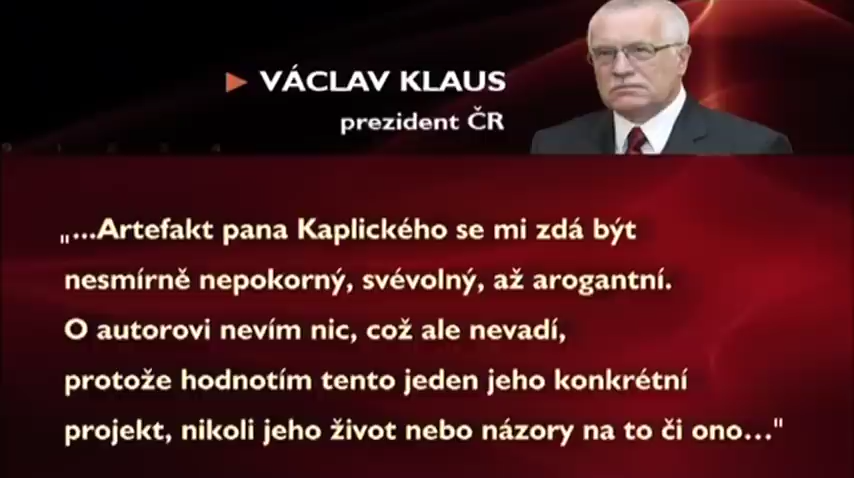 VÁCLAV KLAUS
prezident ČR
„...Artefakt pana Kaplického se mi zdá být
nesmírně nepokorný, svévolný, až arogantní.
O autorovi nevím nic, což ale nevadí,
protože hodnotím tento jeden jeho konkrétní
projekt, nikoli jeho život nebo názory na to či ono..."